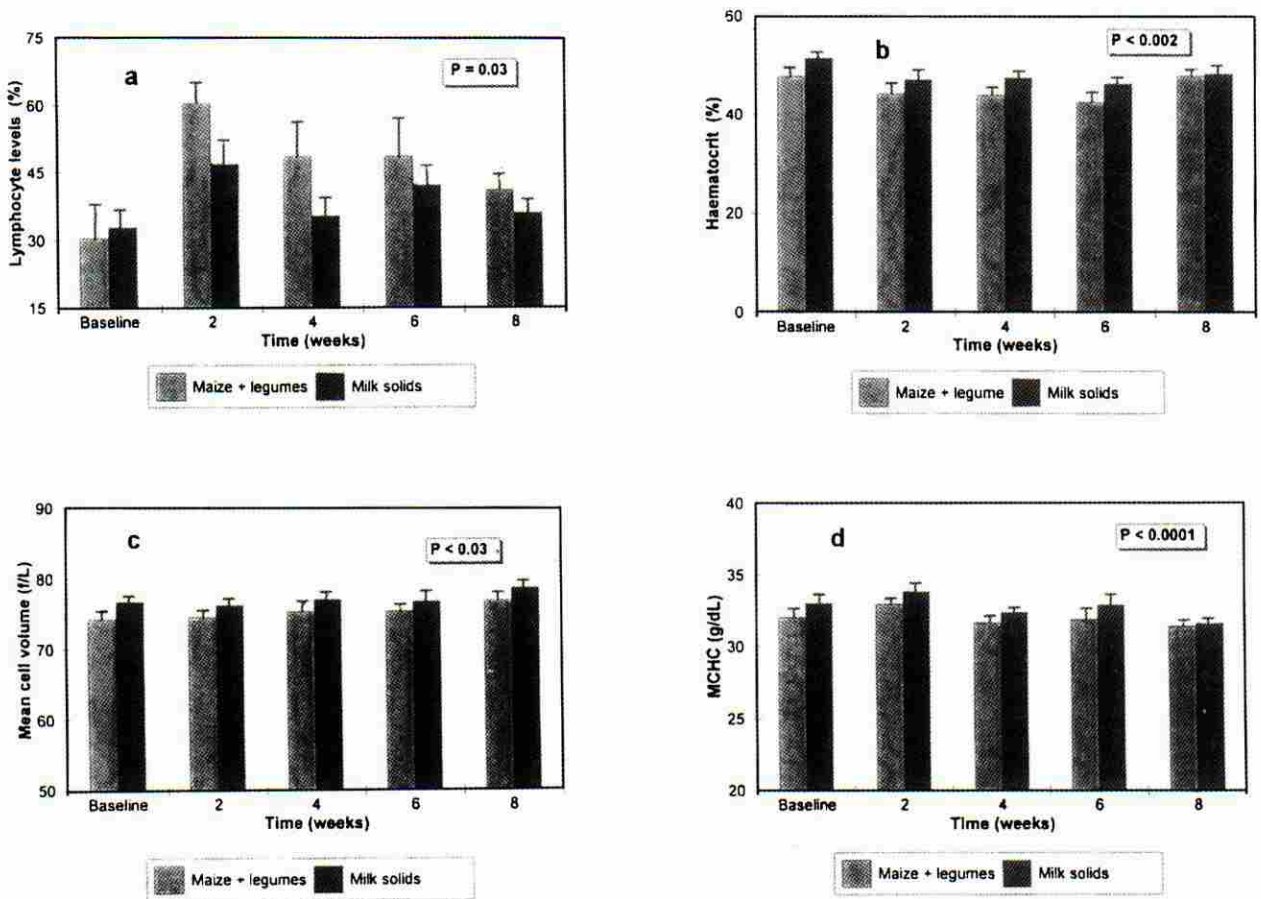 75
60
45
30
15
Lymphocyte levels (%)
a
P = 0.03
Baseline 2 4 6 8
Time (weeks)
Maize + legumes Milk solids
60
40
20
0
Haematocrit (%)
b
P < 0.002
Baseline 2 4 6 8
Time (weeks)
Maize + legume Milk solids
90
80
70
60
50
Mean cell volume (f/L)
c
P < 0.03
Baseline 2 4 6 8
Time (weeks)
Maize + legumes Milk solids
40
35
30
25
20
MCHC (g/dL)
d
P < 0.0001
Baseline 2 4 6 8
Time (weeks)
Maize + legumes Milk solids